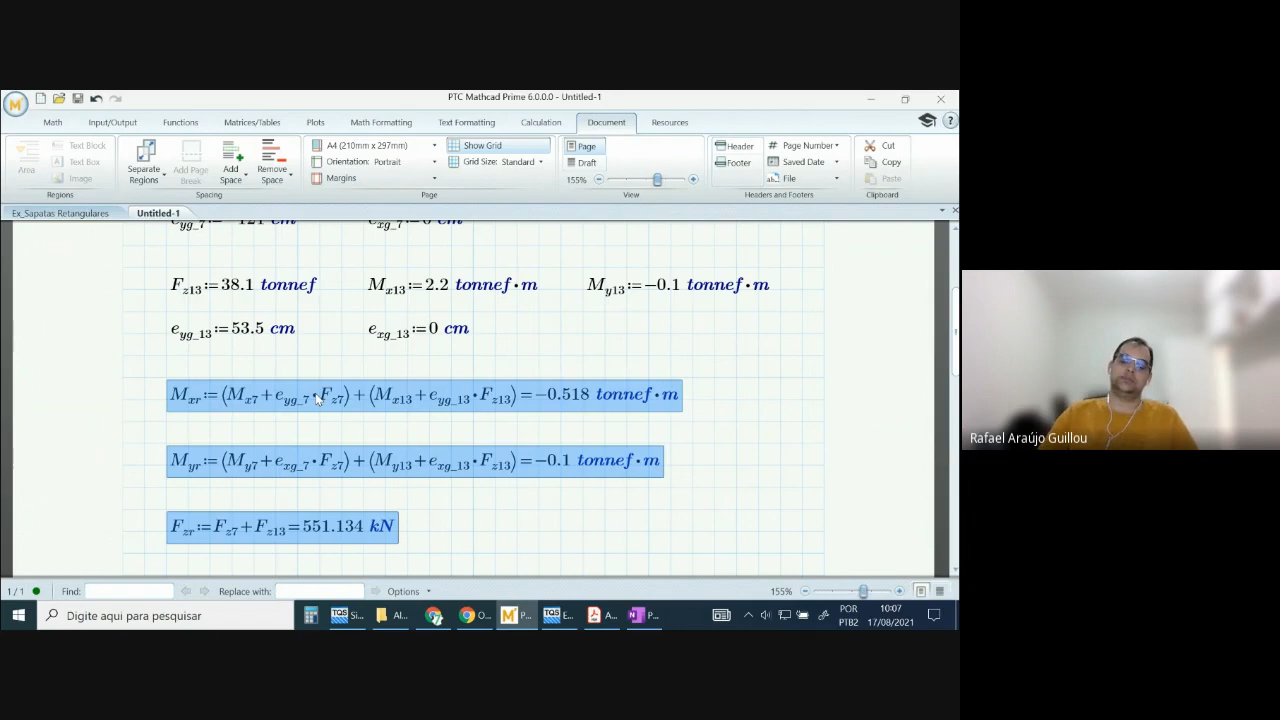 PTC Mathcad Prime 6.0.0.0 - Untitled-1
Math Input/Output Functions Matrices/Tables Plots Math Formatting Text Formatting Calculation Document Resources
Area
Text Block
Text Box
Image
Regions
Separate Regions
Add Page Break
Add Space
Remove Space
Spacing
A4 (210mm x 297mm)
Orientation: Portrait
Margins
Show Grid
Grid Size: Standard
Page
Page
Draft
155%
View
Header
Footer
Page Number
Saved Date
File
Headers and Footers
Cut
Copy
Paste
Clipboard
Ex_Sapatas Retangulares Untitled-1
F_z13:=38.1 tonnef M_x13:=2.2 tonnef•m M_y13:=−0.1 tonnef•m
e_yg_13:=53.5 cm e_xg_13:=0 cm
M_xr:=(M_x7+e_yg_7•F_z7)+(M_x13+e_yg_13•F_z13)=−0.518 tonnef•m
M_yr:=(M_y7+e_xg_7•F_z7)+(M_y13+e_xg_13•F_z13)=−0.1 tonnef•m
F_zr:=F_z7+F_z13=551.134 kN
Rafael Araújo Guillou
1 / 1 Find: Replace with: Options 155%
Digite aqui para pesquisar
TQS Si... Al... O... P... TQS E... A... P...
POR
PTB2
10:07
17/08/2021